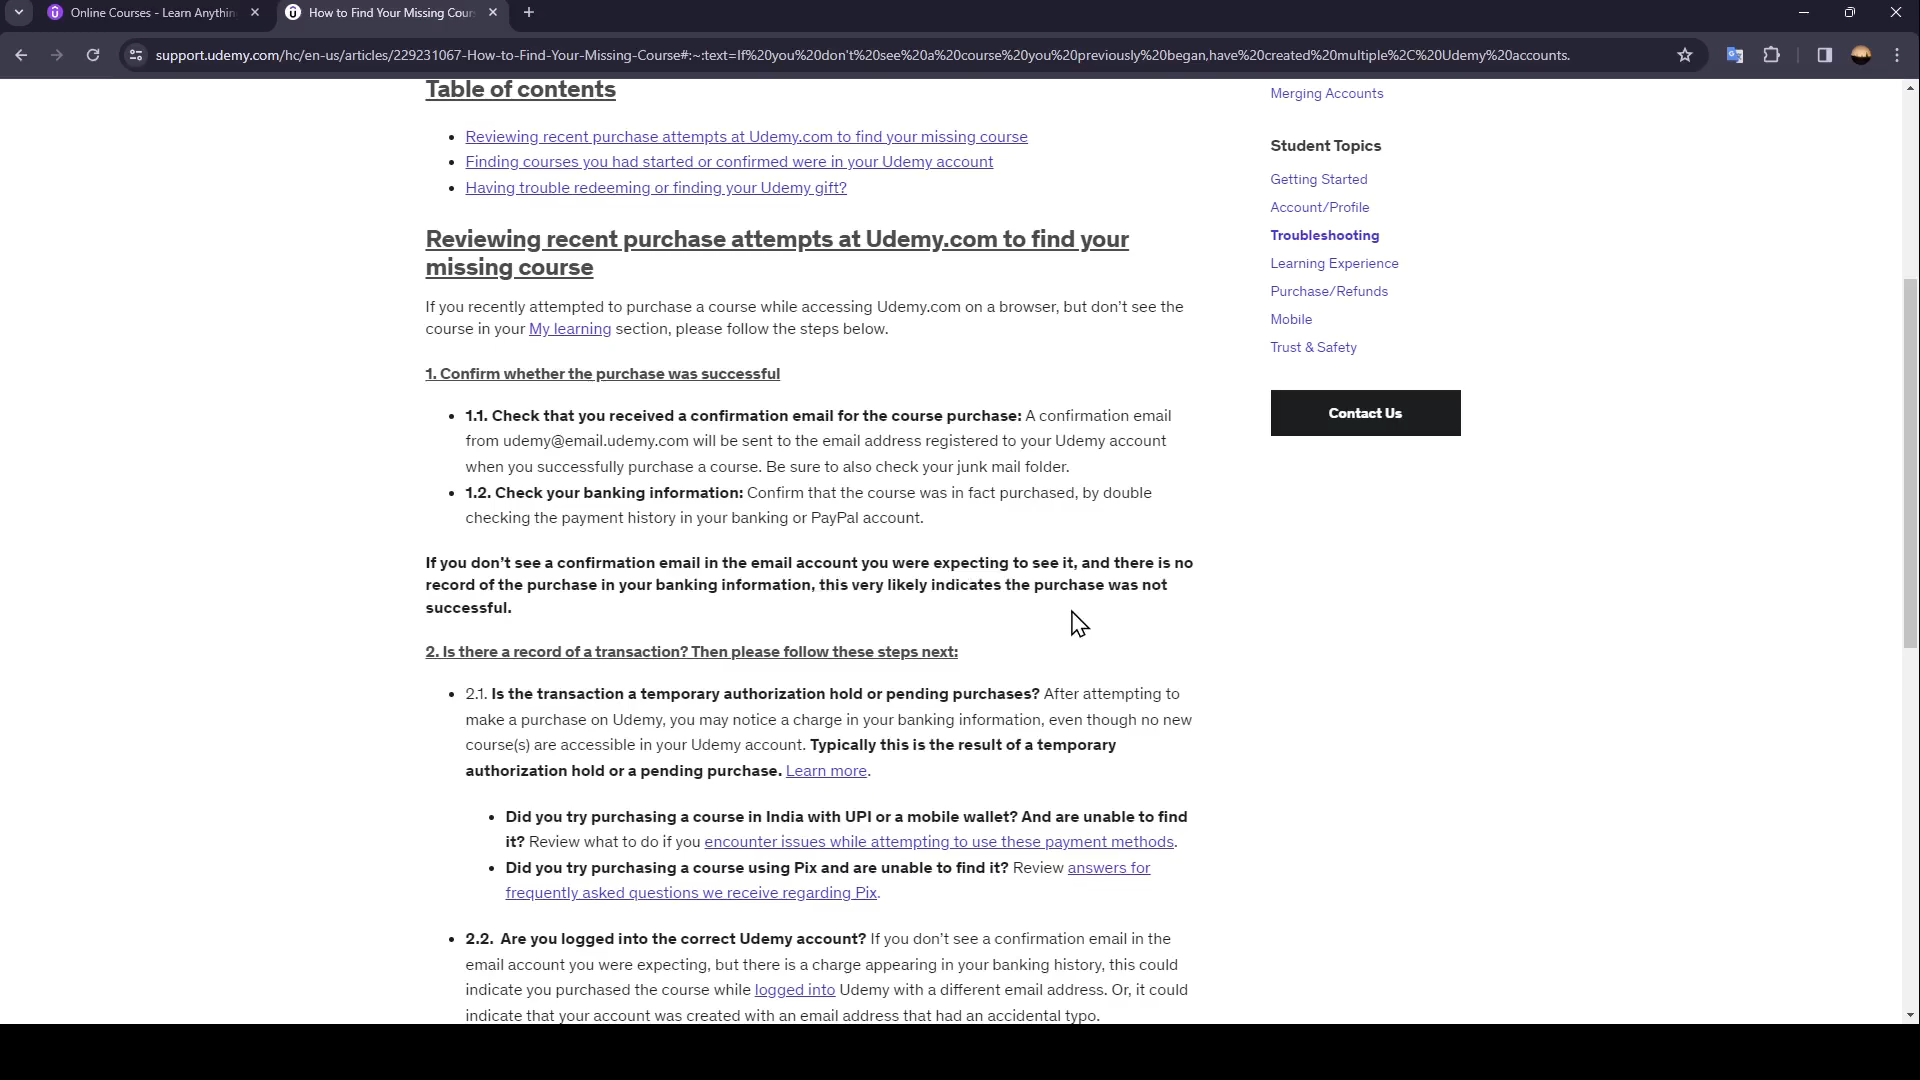 Online Courses - Learn Anythin
How to Find Your Missing Cour
support.udemy.com/hc/en-us/articles/229231067-How-to-Find-Your-Missing-Course#:~:text=If%20you%20don't%20see%20a%20course%20you%20previously%20began,have%20created%20multiple%2C%20Udemy%20accounts.
Table of contents
Reviewing recent purchase attempts at Udemy.com to find your missing course
Finding courses you had started or confirmed were in your Udemy account
Having trouble redeeming or finding your Udemy gift?
Reviewing recent purchase attempts at Udemy.com to find your
missing course
If you recently attempted to purchase a course while accessing Udemy.com on a browser, but don’t see the
course in your My learning section, please follow the steps below.
1. Confirm whether the purchase was successful
1.1. Check that you received a confirmation email for the course purchase: A confirmation email
from udemy@email.udemy.com will be sent to the email address registered to your Udemy account
when you successfully purchase a course. Be sure to also check your junk mail folder.
1.2. Check your banking information: Confirm that the course was in fact purchased, by double
checking the payment history in your banking or PayPal account.
If you don’t see a confirmation email in the email account you were expecting to see it, and there is no
record of the purchase in your banking information, this very likely indicates the purchase was not
successful.
2. Is there a record of a transaction? Then please follow these steps next:
2.1. Is the transaction a temporary authorization hold or pending purchases? After attempting to
make a purchase on Udemy, you may notice a charge in your banking information, even though no new
course(s) are accessible in your Udemy account. Typically this is the result of a temporary
authorization hold or a pending purchase. Learn more.
Did you try purchasing a course in India with UPI or a mobile wallet? And are unable to find
it? Review what to do if you encounter issues while attempting to use these payment methods.
Did you try purchasing a course using Pix and are unable to find it? Review answers for
frequently asked questions we receive regarding Pix.
2.2. Are you logged into the correct Udemy account? If you don’t see a confirmation email in the
email account you were expecting, but there is a charge appearing in your banking history, this could
indicate you purchased the course while logged into Udemy with a different email address. Or, it could
indicate that your account was created with an email address that had an accidental typo.
Merging Accounts
Student Topics
Getting Started
Account/Profile
Troubleshooting
Learning Experience
Purchase/Refunds
Mobile
Trust & Safety
Contact Us